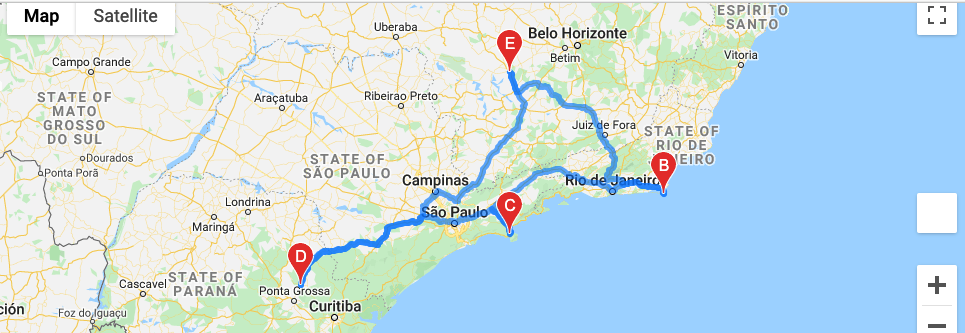 Map
Satellite
ESPÍRITO
SANTO
Uberaba
Belo Horizonte
Betim
Vitoria
E
Campo Grande
STATE OF
MATO
GROSSO
DO SUL
Araçatuba
Ribeirao Preto
Juiz de Fora
STATE OF
RIO DE
Dourados
Ponta Porã
STATE OF
SÃO PAULO
B
Campinas
Rio de Janeiro
Londrina
São Paulo
C
Maringá
D
STATE OF
PARANÁ
Cascavel
Ponta Grossa
Foz do Iguaçu
Curitiba
ción